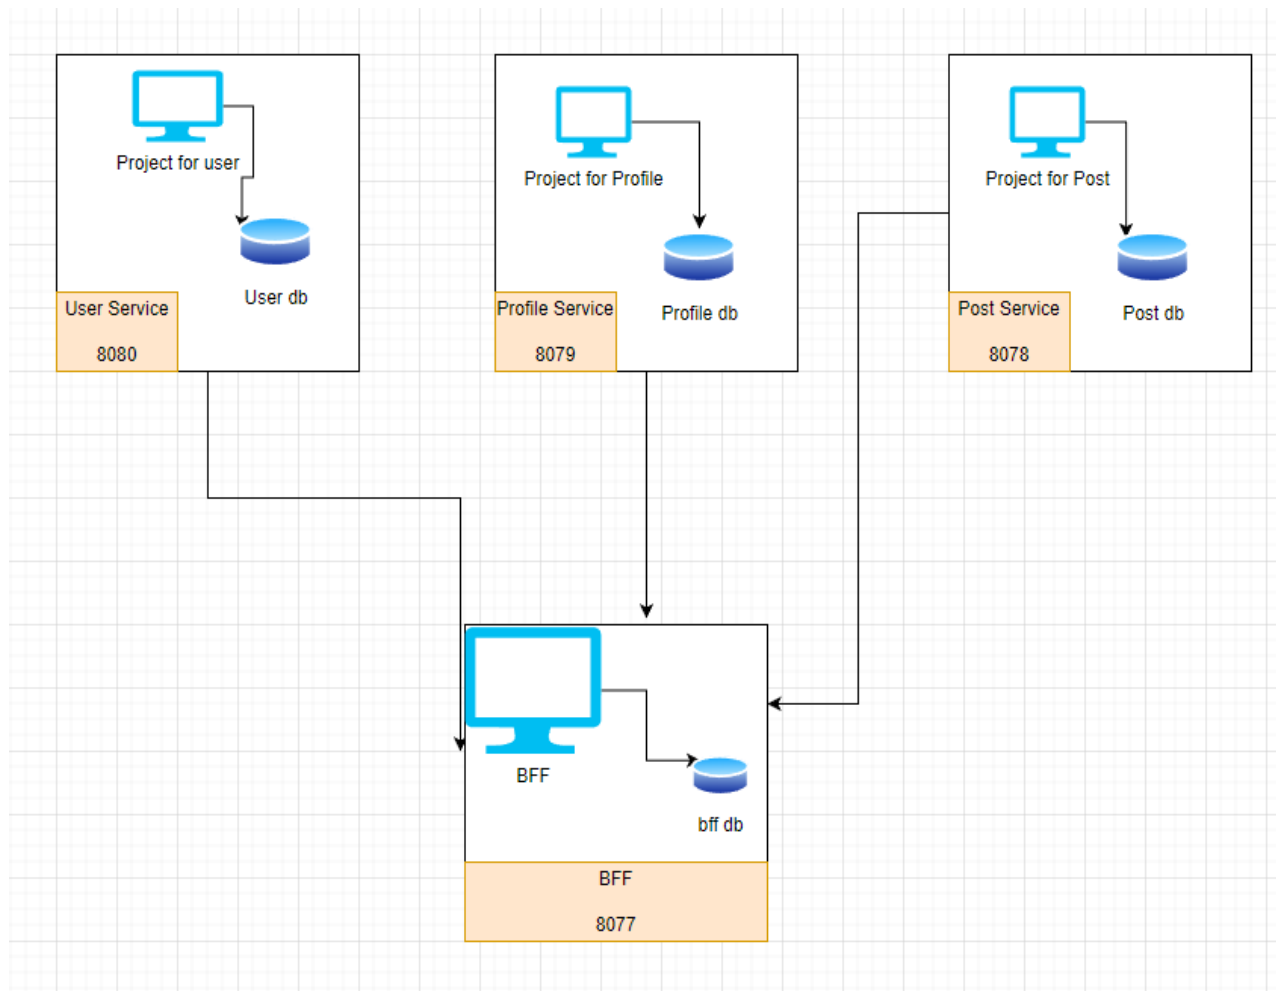 Project for user
User db
User Service
8080
Project for Profile
Profile db
Profile Service
8079
Project for Post
Post db
Post Service
8078
BFF
bff db
BFF
8077